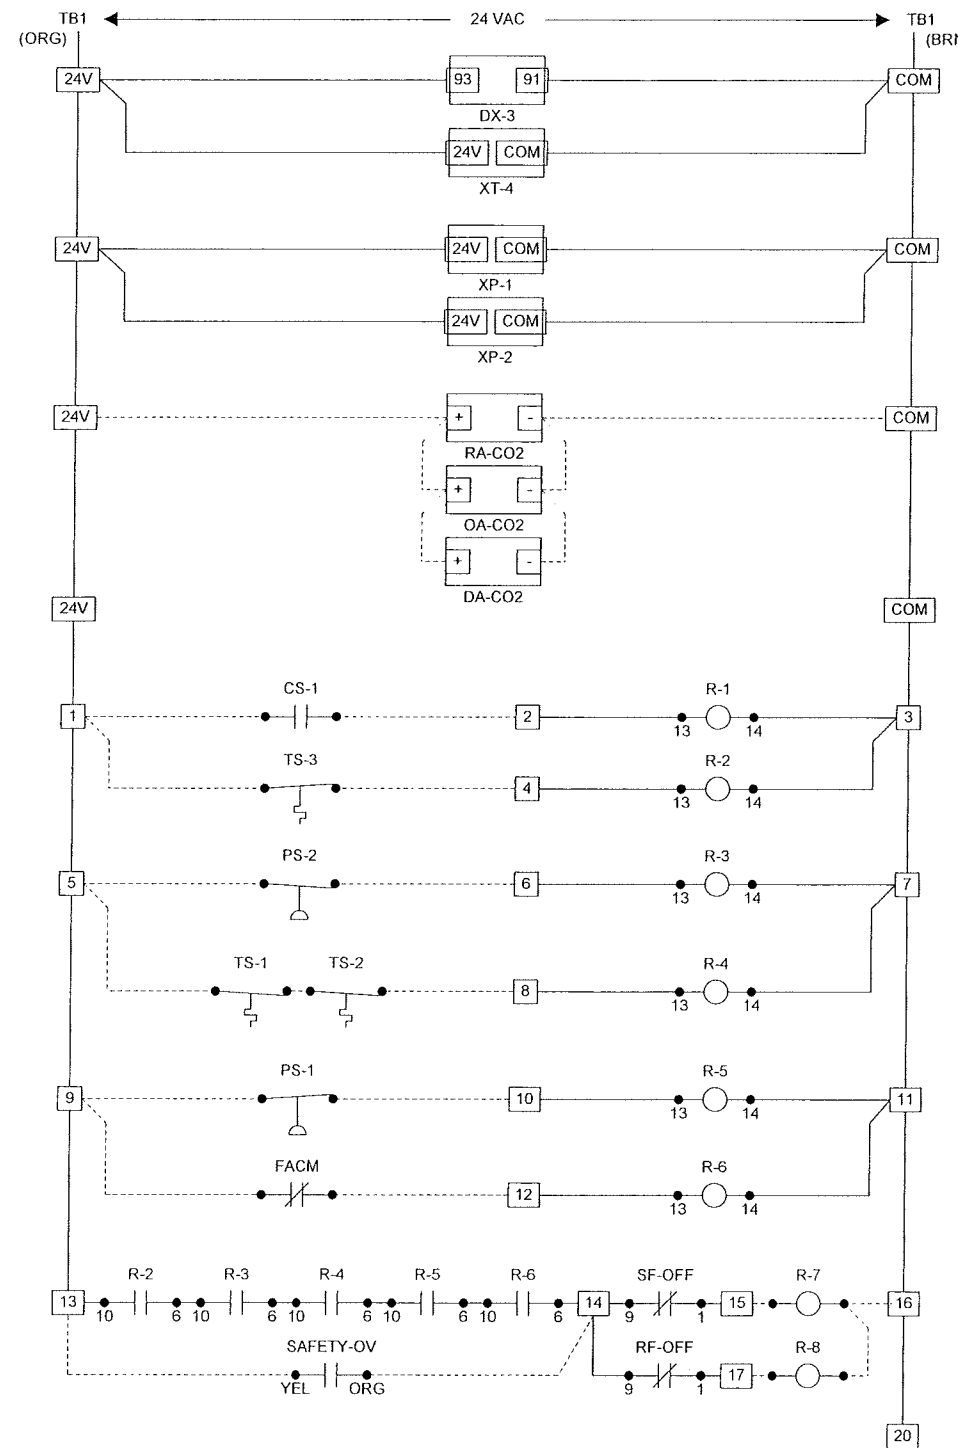 TB1 24 VAC TB1
(ORG) (BRN
24V 93 91 COM
DX-3
24V COM
XT-4
24V 24V COM COM
XP-1
24V COM
XP-2
24V + - COM
RA-CO2
+ -
OA-CO2
+ -
DA-CO2
24V COM
CS-1 R-1
1 2 3
13 14
TS-3 R-2
4
13 14
PS-2 R-3
5 6 7
13 14
TS-1 TS-2 R-4
8
13 14
PS-1 R-5
9 10 11
13 14
FACM R-6
12
13 14
R-2 R-3 R-4 R-5 R-6 SF-OFF R-7
13 14 15 16
10 6 10 6 10 6 10 6 10 6 9 1
SAFETY-OV RF-OFF R-8
17
YEL ORG 9 1
20